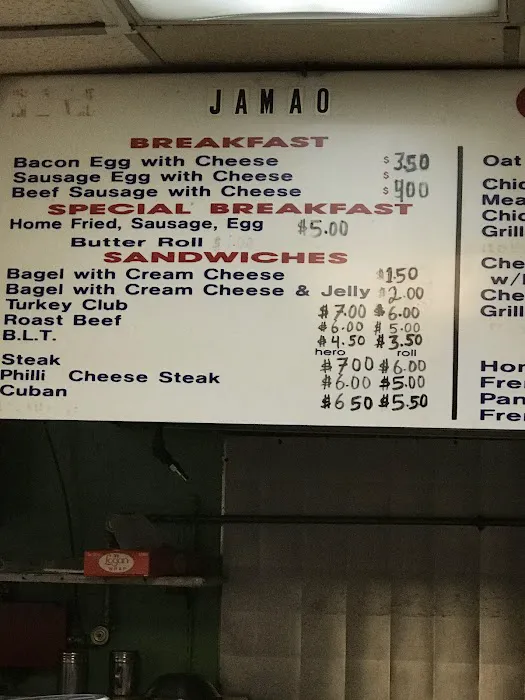 JAMAO
BREAKFAST
Bacon Egg with Cheese $ 3.50
Sausage Egg with Cheese $
Beef Sausage with Cheese $ 4.00
SPECIAL BREAKFAST
Home Fried, Sausage, Egg $5.00
Butter Roll
SANDWICHES
Bagel with Cream Cheese $1.50
Bagel with Cream Cheese & Jelly $2.00
Turkey Club $7.00 $6.00
Roast Beef $6.00 $5.00
B.L.T. $4.50 $3.50
hero roll
Steak $7.00 $6.00
Philli Cheese Steak $6.00 $5.00
Cuban $6.50 $5.50
Oat
Chic
Mea
Chic
Grill
Che
w/
Che
Grill
Hor
Fre
Pan
Fre